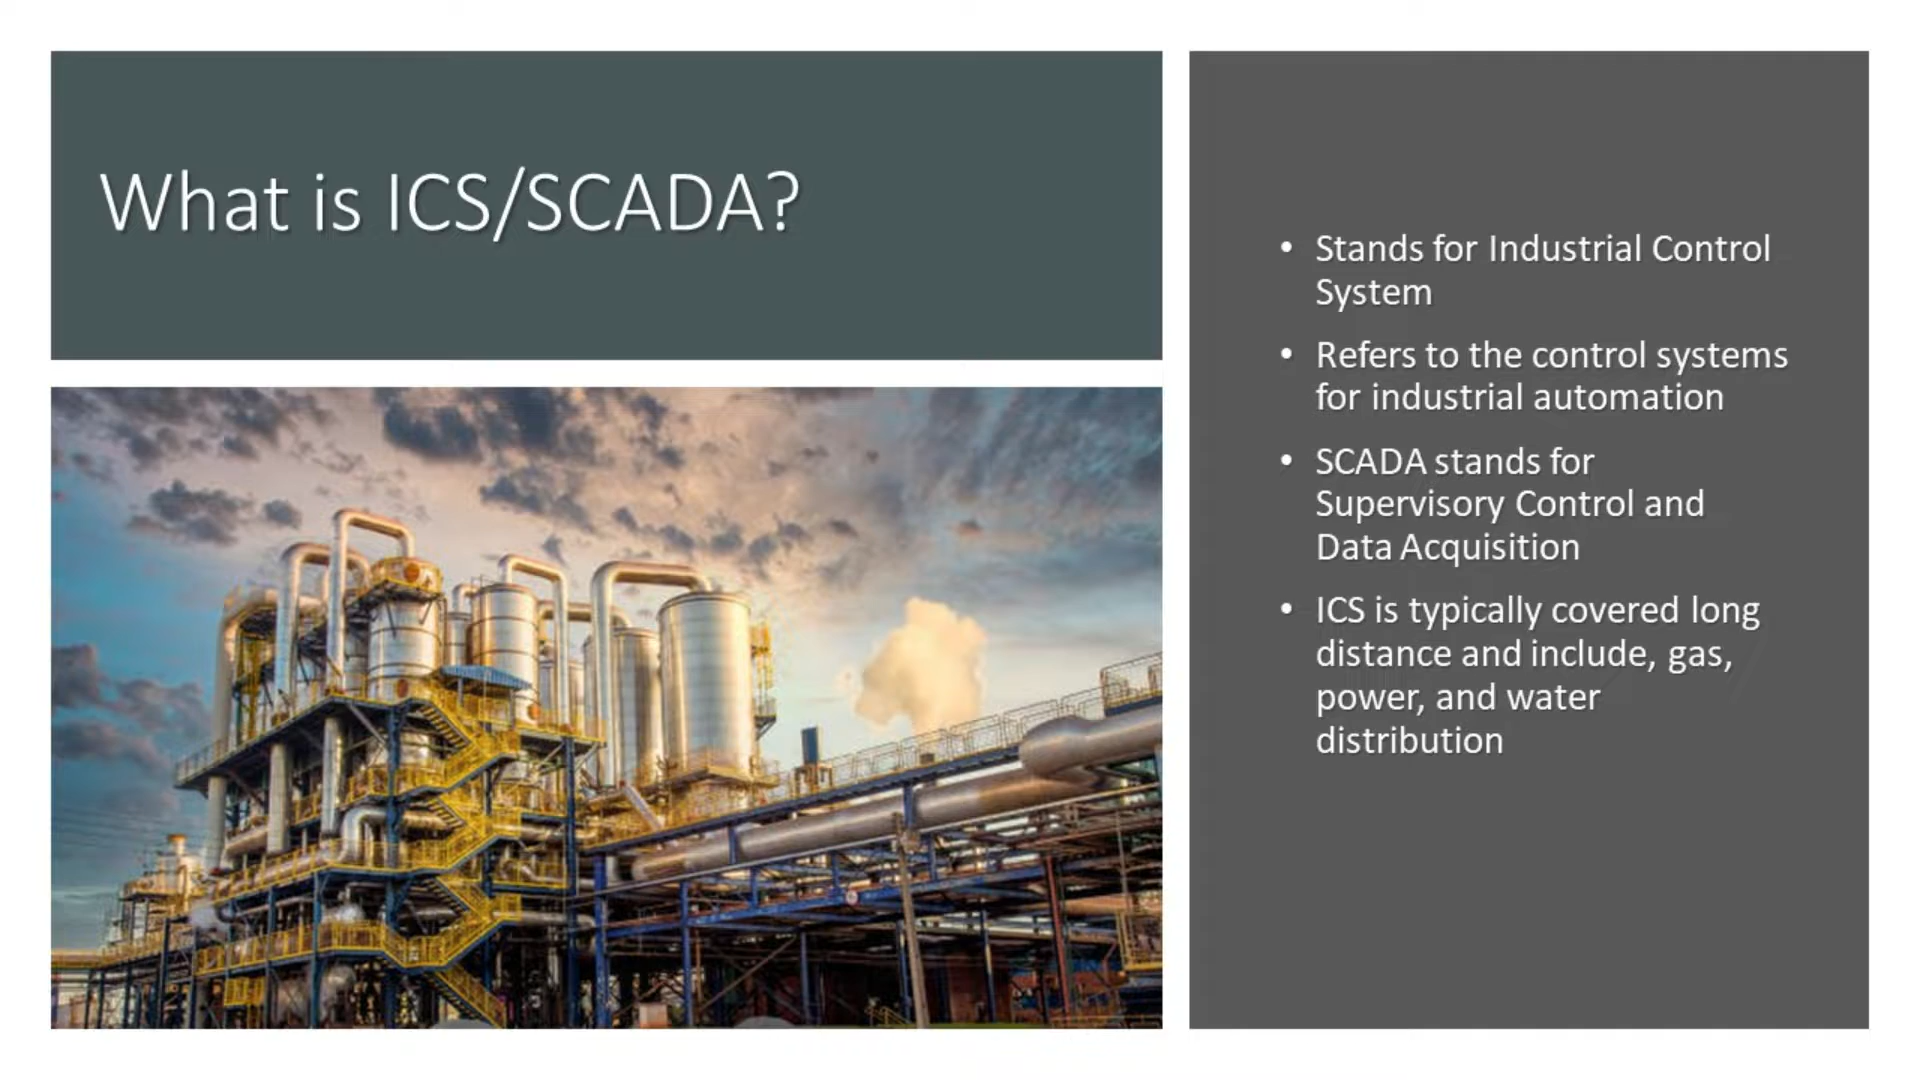 What is ICS/SCADA?
• Stands for Industrial Control
System
• Refers to the control systems
for industrial automation
• SCADA stands for
Supervisory Control and
Data Acquisition
• ICS is typically covered long
distance and include, gas,
power, and water
distribution